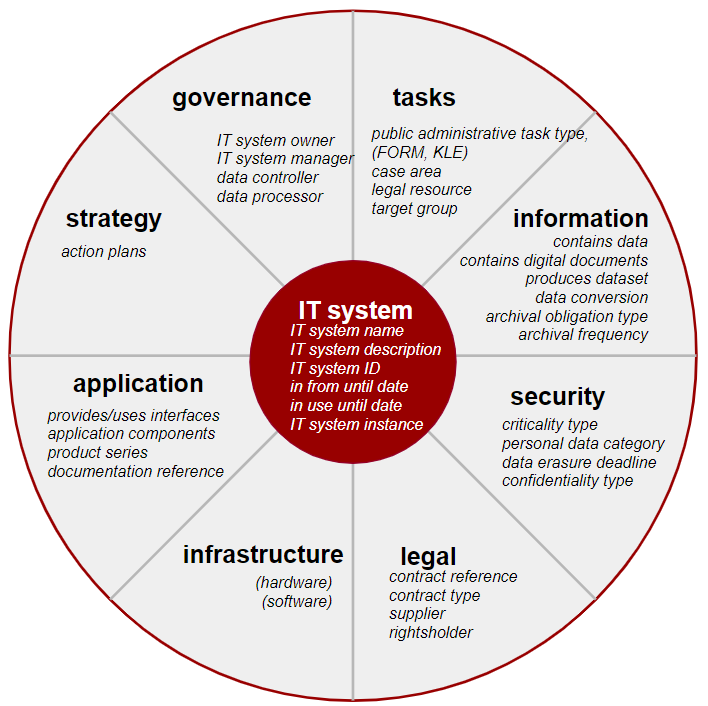 governance
IT system owner
IT system manager
data controller
data processor
tasks
public administrative task type,
(FORM, KLE)
case area
legal resource
target group
strategy
action plans
information
contains data
contains digital documents
produces dataset
data conversion
archival obligation type
archival frequency
IT system
IT system name
IT system description
IT system ID
in from until date
in use until date
IT system instance
application
provides/uses interfaces
application components
product series
documentation reference
security
criticality type
personal data category
data erasure deadline
confidentiality type
infrastructure
(hardware)
(software)
legal
contract reference
contract type
supplier
rightsholder